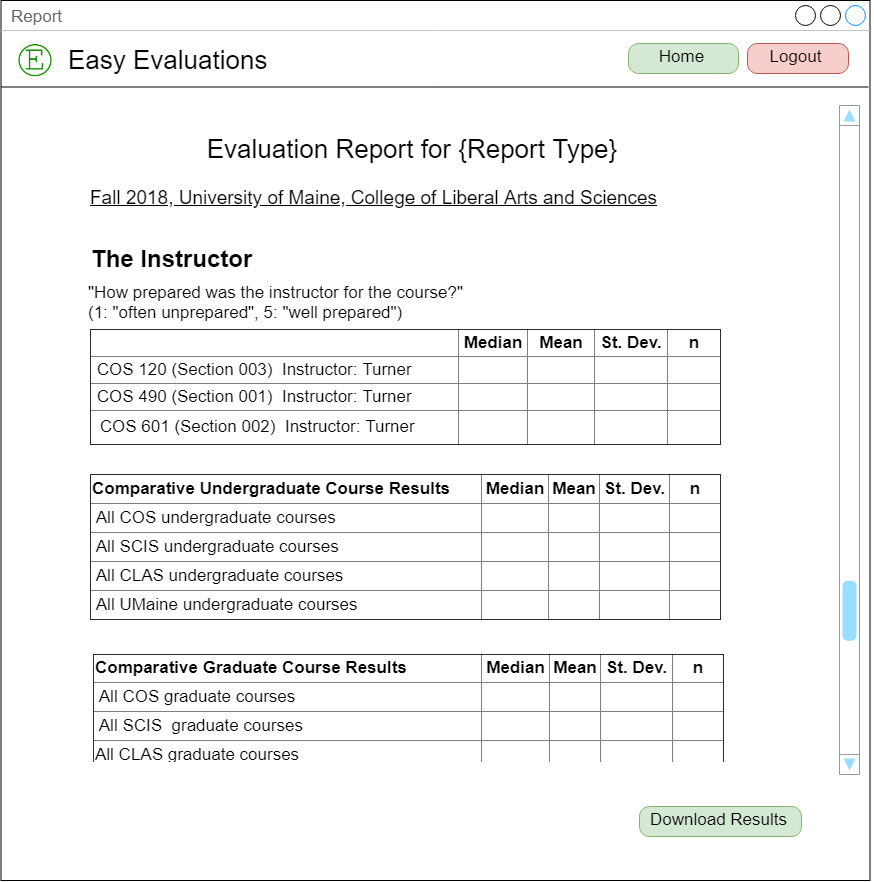 Report
E Easy Evaluations Home Logout
Evaluation Report for {Report Type}
Fall 2018, University of Maine, College of Liberal Arts and Sciences
The Instructor
"How prepared was the instructor for the course?"
(1: "often unprepared", 5: "well prepared")
Median Mean St. Dev. n
COS 120 (Section 003) Instructor: Turner
COS 490 (Section 001) Instructor: Turner
COS 601 (Section 002) Instructor: Turner
Comparative Undergraduate Course Results Median Mean St. Dev. n
All COS undergraduate courses
All SCIS undergraduate courses
All CLAS undergraduate courses
All UMaine undergraduate courses
Comparative Graduate Course Results Median Mean St. Dev. n
All COS graduate courses
All SCIS graduate courses
All CLAS graduate courses
Download Results